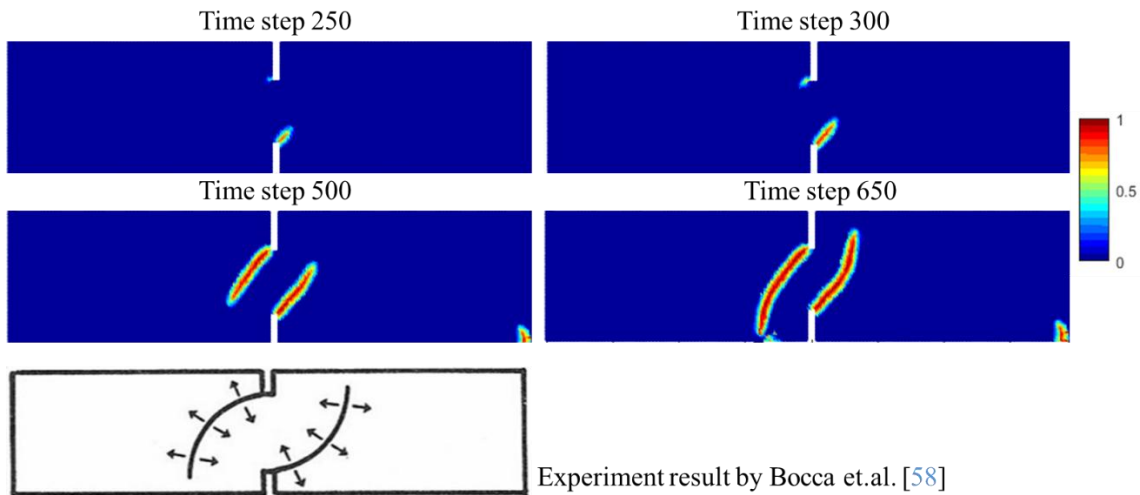 Time step 250
Time step 300
1
0.5
0
Time step 500
Time step 650
Experiment result by Bocca et.al. [58]